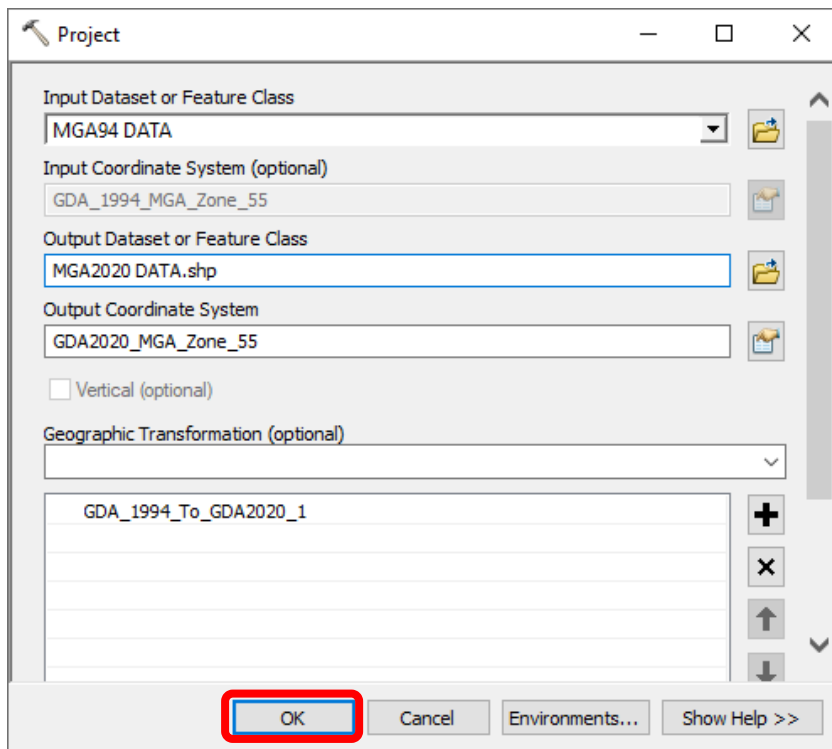 Project
Input Dataset or Feature Class
MGA94 DATA
Input Coordinate System (optional)
GDA_1994_MGA_Zone_55
Output Dataset or Feature Class
MGA2020 DATA.shp
Output Coordinate System
GDA2020_MGA_Zone_55
Vertical (optional)
Geographic Transformation (optional)
GDA_1994_To_GDA2020_1
OK Cancel Environments... Show Help >>